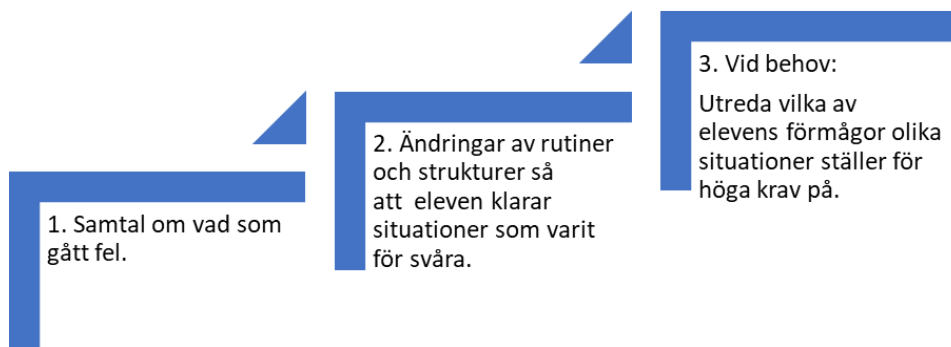 1. Samtal om vad som
gått fel.
2. Ändringar av rutiner
och strukturer så
att eleven klarar
situationer som varit
för svåra.
3. Vid behov:
Utreda vilka av
elevens förmågor olika
situationer ställer för
höga krav på.